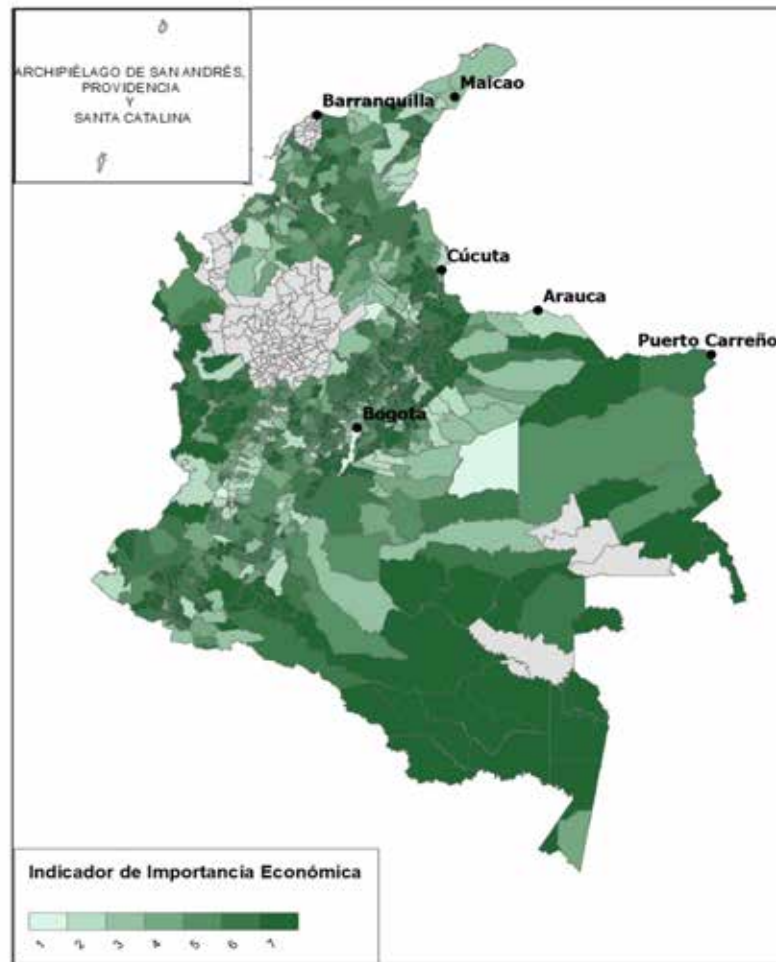 ARCHIPIÉLAGO DE SAN ANDRÉS,
PROVIDENCIA
Y
SANTA CATALINA
Maicao
Barranquilla
Cúcuta
Arauca
Puerto Carreño
Bogota
Indicador de Importancia Económica
1 2 3 4 5 6 7